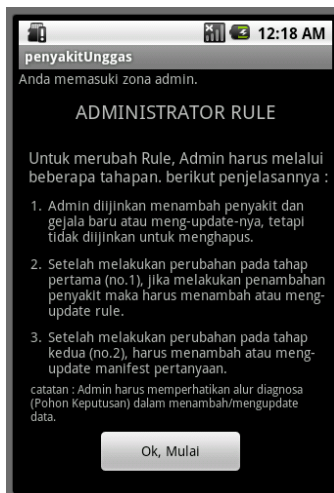 12:18 AM
penyakitUnggas
Anda memasuki zona admin.
ADMINISTRATOR RULE
Untuk merubah Rule, Admin harus melalui
beberapa tahapan. berikut penjelasannya :
1. Admin diijinkan menambah penyakit dan
gejala baru atau meng-update-nya, tetapi
tidak diijinkan untuk menghapus.
2. Setelah melakukan perubahan pada tahap
pertama (no.1), jika melakukan penambahan
penyakit maka harus menambah atau meng-
update rule.
3. Setelah melakukan perubahan pada tahap
kedua (no.2), harus menambah atau meng-
update manifest pertanyaan.
catatan : Admin harus memperhatikan alur diagnosa
(Pohon Keputusan) dalam menambah/mengupdate
data.
Ok, Mulai